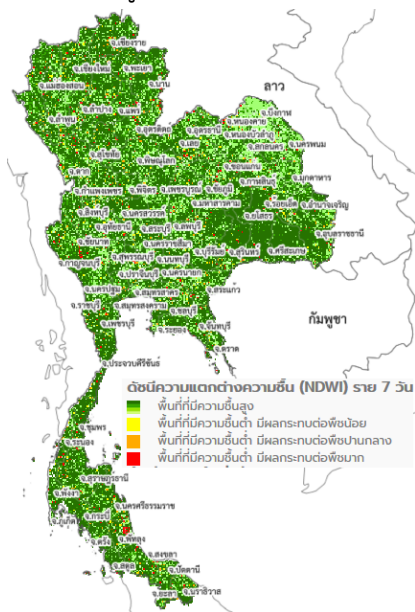 จ.เชียงราย
จ.เชียงใหม่ จ.พะเยา
จ.แม่ฮ่องสอน จ.น่าน
จ.ลำปาง จ.แพร่
จ.ลำพูน
จ.อุตรดิตถ์
จ.สุโขทัย
จ.พิษณุโลก
จ.ตาก
จ.กำแพงเพชร จ.พิจิตร จ.เพชรบูรณ์ จ.ชัยภูมิ
ลาว
จ.บึงกาฬ
จ.หนองคาย
จ.อุดรธานี จ.หนองบัวลำภู
จ.เลย จ.สกลนคร จ.นครพนม
จ.ขอนแก่น
จ.กาฬสินธุ์ จ.มุกดาหาร
จ.มหาสารคาม จ.ร้อยเอ็ด จ.อำนาจเจริญ
จ.ยโสธร
จ.อุบลราชธานี
จ.สิงห์บุรี จ.นครสวรรค์
จ.อุทัยธานี จ.สระบุรี จ.ลพบุรี
จ.ชัยนาท จ.นครราชสีมา
จ.บุรีรัมย์ จ.สุรินทร์ จ.ศรีสะเกษ
จ.กาญจนบุรี จ.สุพรรณบุรี จ.นนทบุรี
จ.ปราจีนบุรี จ.นครนายก
จ.นครปฐม จ.สมุทรสาคร จ.สระแก้ว
จ.ราชบุรี จ.สมุทรสงคราม จ.ชลบุรี
จ.เพชรบุรี จ.ระยอง จ.จันทบุรี
จ.ตราด
กัมพูชา
จ.ประจวบคีรีขันธ์
ดัชนีความแตกต่างความชื้น (NDWI) ราย 7 วัน
พื้นที่ที่มีความชื้นสูง
พื้นที่ที่มีความชื้นต่ำ มีผลกระทบต่อพืชน้อย
พื้นที่ที่มีความชื้นต่ำ มีผลกระทบต่อพืชปานกลาง
พื้นที่ที่มีความชื้นต่ำ มีผลกระทบต่อพืชมาก
จ.ชุมพร
จ.ระนอง
จ.สุราษฎร์ธานี
จ.พังงา
จ.นครศรีธรรมราช
จ.ภูเก็ต จ.กระบี่
จ.ตรัง จ.พัทลุง
จ.สงขลา
จ.สตูล จ.ปัตตานี
จ.ยะลา จ.นราธิวาส